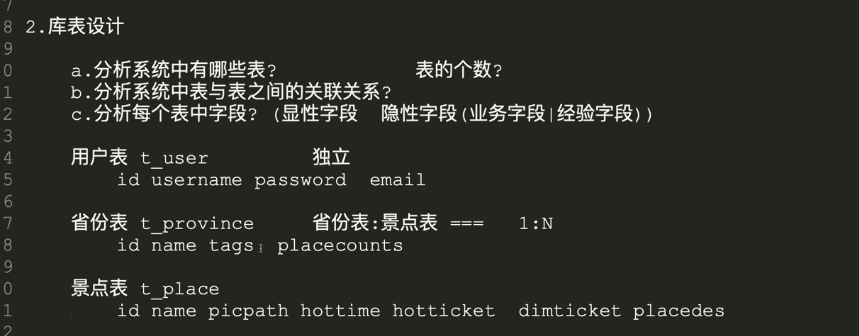 7
8 2.库表设计
9
0 a.分析系统中有哪些表? 表的个数?
1 b.分析系统中表与表之间的关联关系?
2 c.分析每个表中字段? (显性字段 隐性字段(业务字段|经验字段))
3
4 用户表 t_user 独立
5 id username password email
6
7 省份表 t_province 省份表:景点表 === 1:N
8 id name tags placecounts
9
0 景点表 t_place
1 id name picpath hottime hotticket dimticket placedes
2